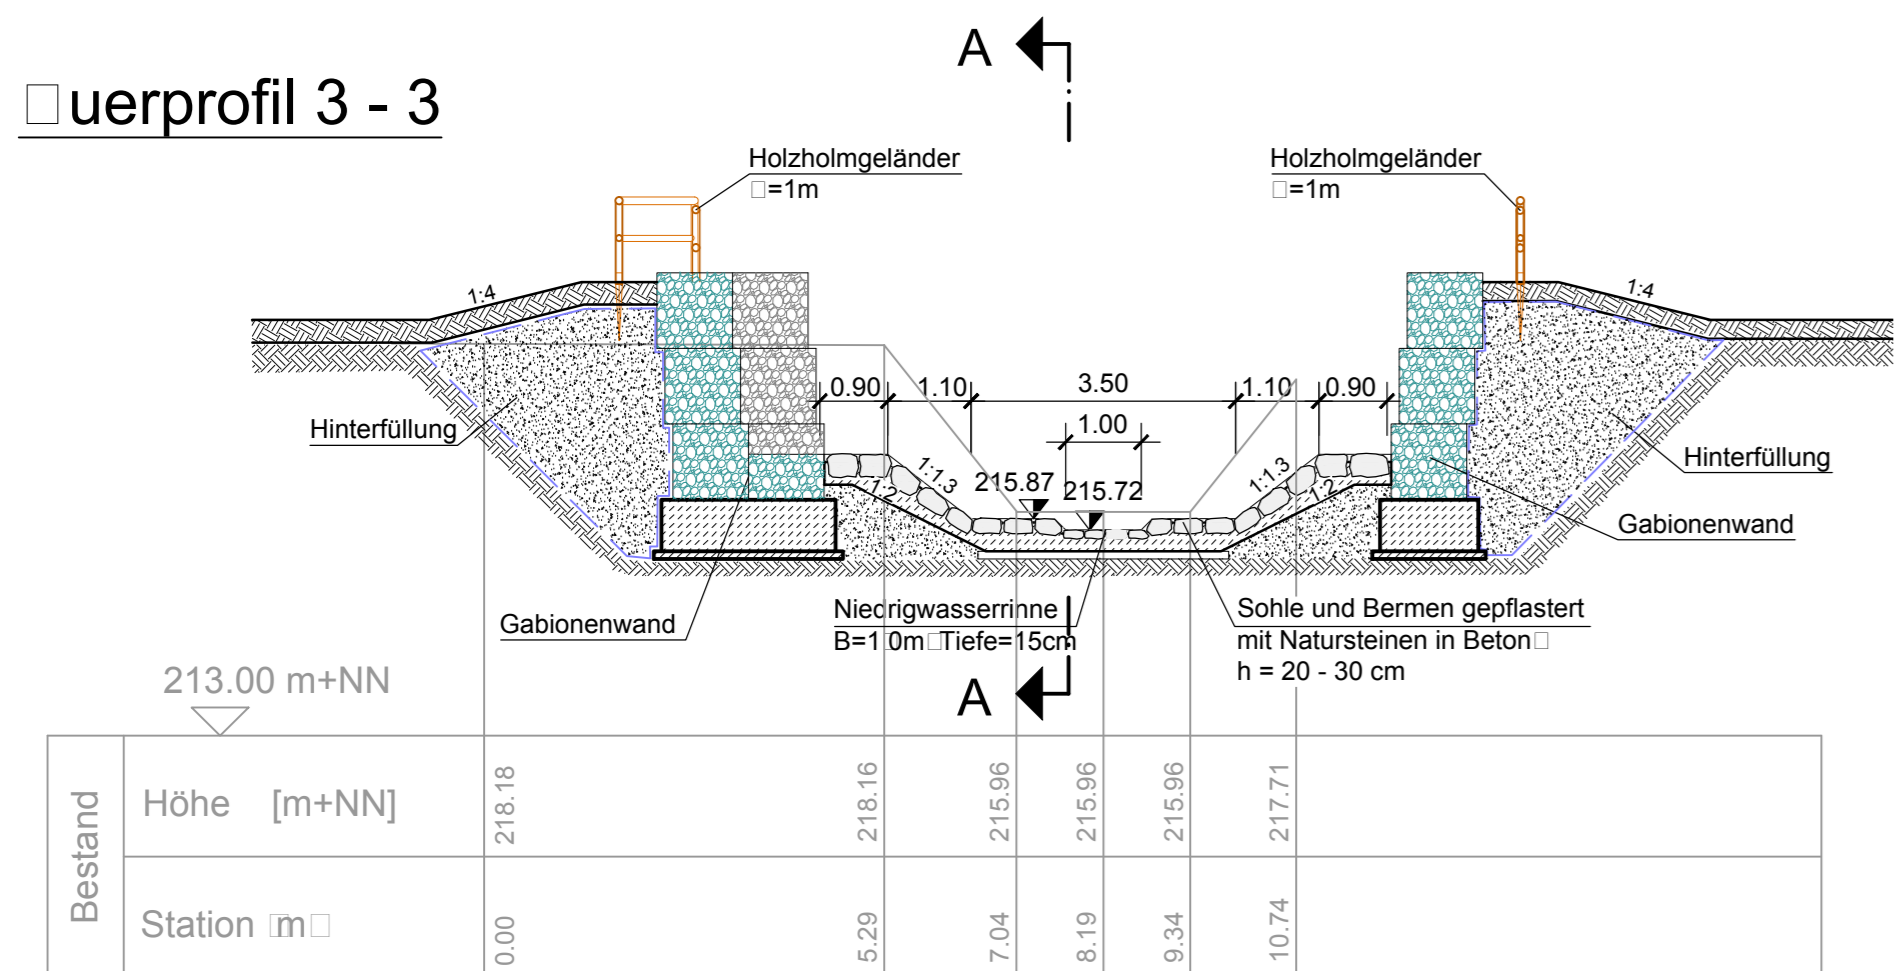 A
□uerprofil 3 - 3
Holzholmgeländer
□=1m
Holzholmgeländer
□=1m
1:4
1:4
0.90
1.10
3.50
1.10
0.90
1.00
Hinterfüllung
Hinterfüllung
1:1.3
1:2
215.87
215.72
1:1.3
1:2
Gabionenwand
Gabionenwand
Niedrigwasserrinne
B=1□0m□Tiefe=15cm
Sohle und Bermen gepflastert
mit Natursteinen in Beton□
h = 20 - 30 cm
213.00 m+NN
A
Bestand
Höhe [m+NN]
218.18
218.16
215.96
215.96
215.96
217.71
Station □m□
0.00
5.29
7.04
8.19
9.34
10.74